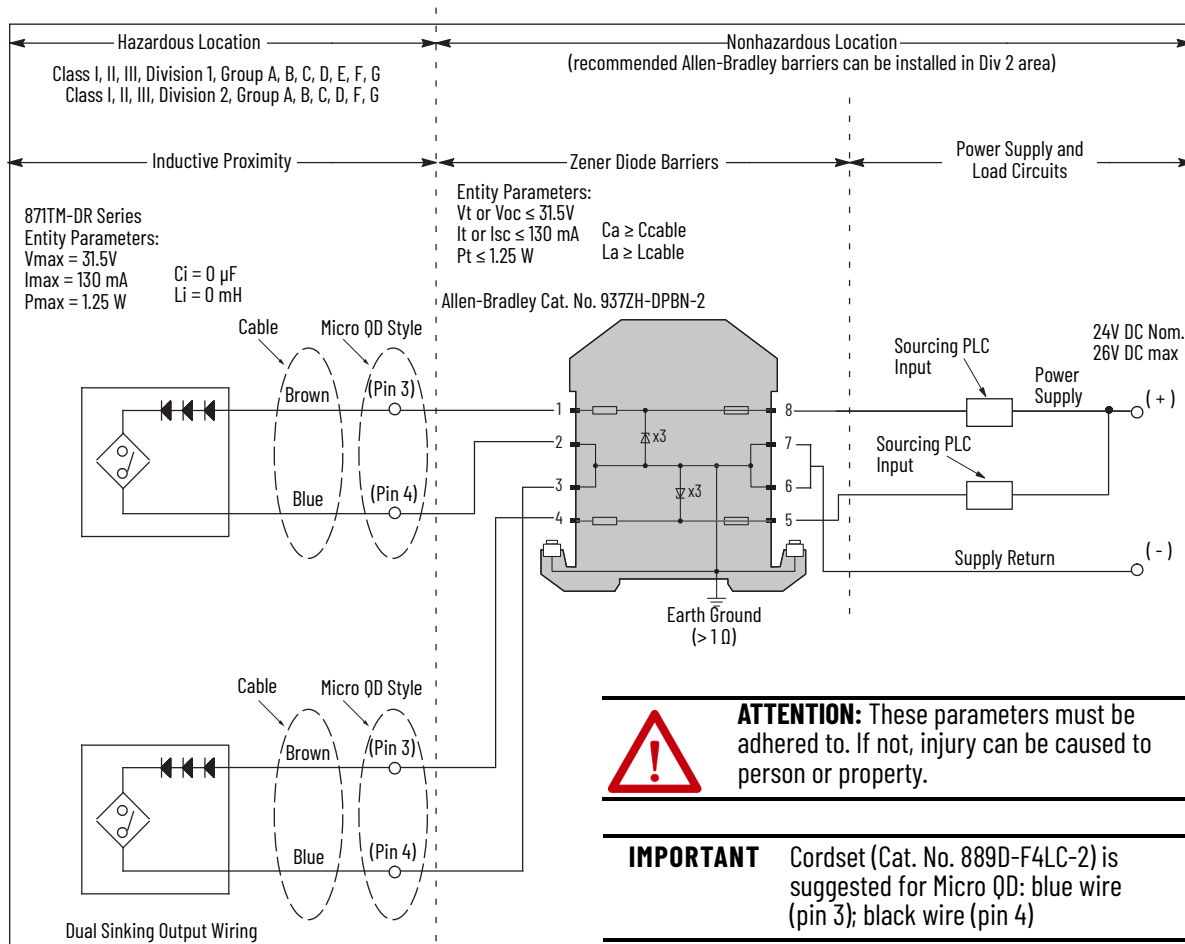 Hazardous Location
Nonhazardous Location
(recommended Allen-Bradley barriers can be installed in Div 2 area)
Class I, II, III, Division 1, Group A, B, C, D, E, F, G
Class I, II, III, Division 2, Group A, B, C, D, F, G
Inductive Proximity
Zener Diode Barriers
Power Supply and
Load Circuits
871TM-DR Series
Entity Parameters:
Vmax = 31.5V
Imax = 130 mA
Pmax = 1.25 W
Ci = 0 µF
Li = 0 mH
Entity Parameters:
Vt or Voc ≤ 31.5V
It or Isc ≤ 130 mA
Pt ≤ 1.25 W
Ca ≥ Ccable
La ≥ Lcable
Allen-Bradley Cat. No. 937ZH-DPBN-2
Cable
Micro QD Style
Brown
(Pin 3)
Blue
(Pin 4)
1
2
3
4
8
7
6
5
x3
x3
Sourcing PLC
Input
24V DC Nom.
26V DC max
Power
Supply
(+)
Sourcing PLC
Input
Supply Return
(-)
Earth Ground
(> 1 Ω)
Cable
Micro QD Style
Brown
(Pin 3)
Blue
(Pin 4)
Dual Sinking Output Wiring
!
ATTENTION: These parameters must be
adhered to. If not, injury can be caused to
person or property.
IMPORTANT Cordset (Cat. No. 889D-F4LC-2) is
suggested for Micro QD: blue wire
(pin 3); black wire (pin 4)